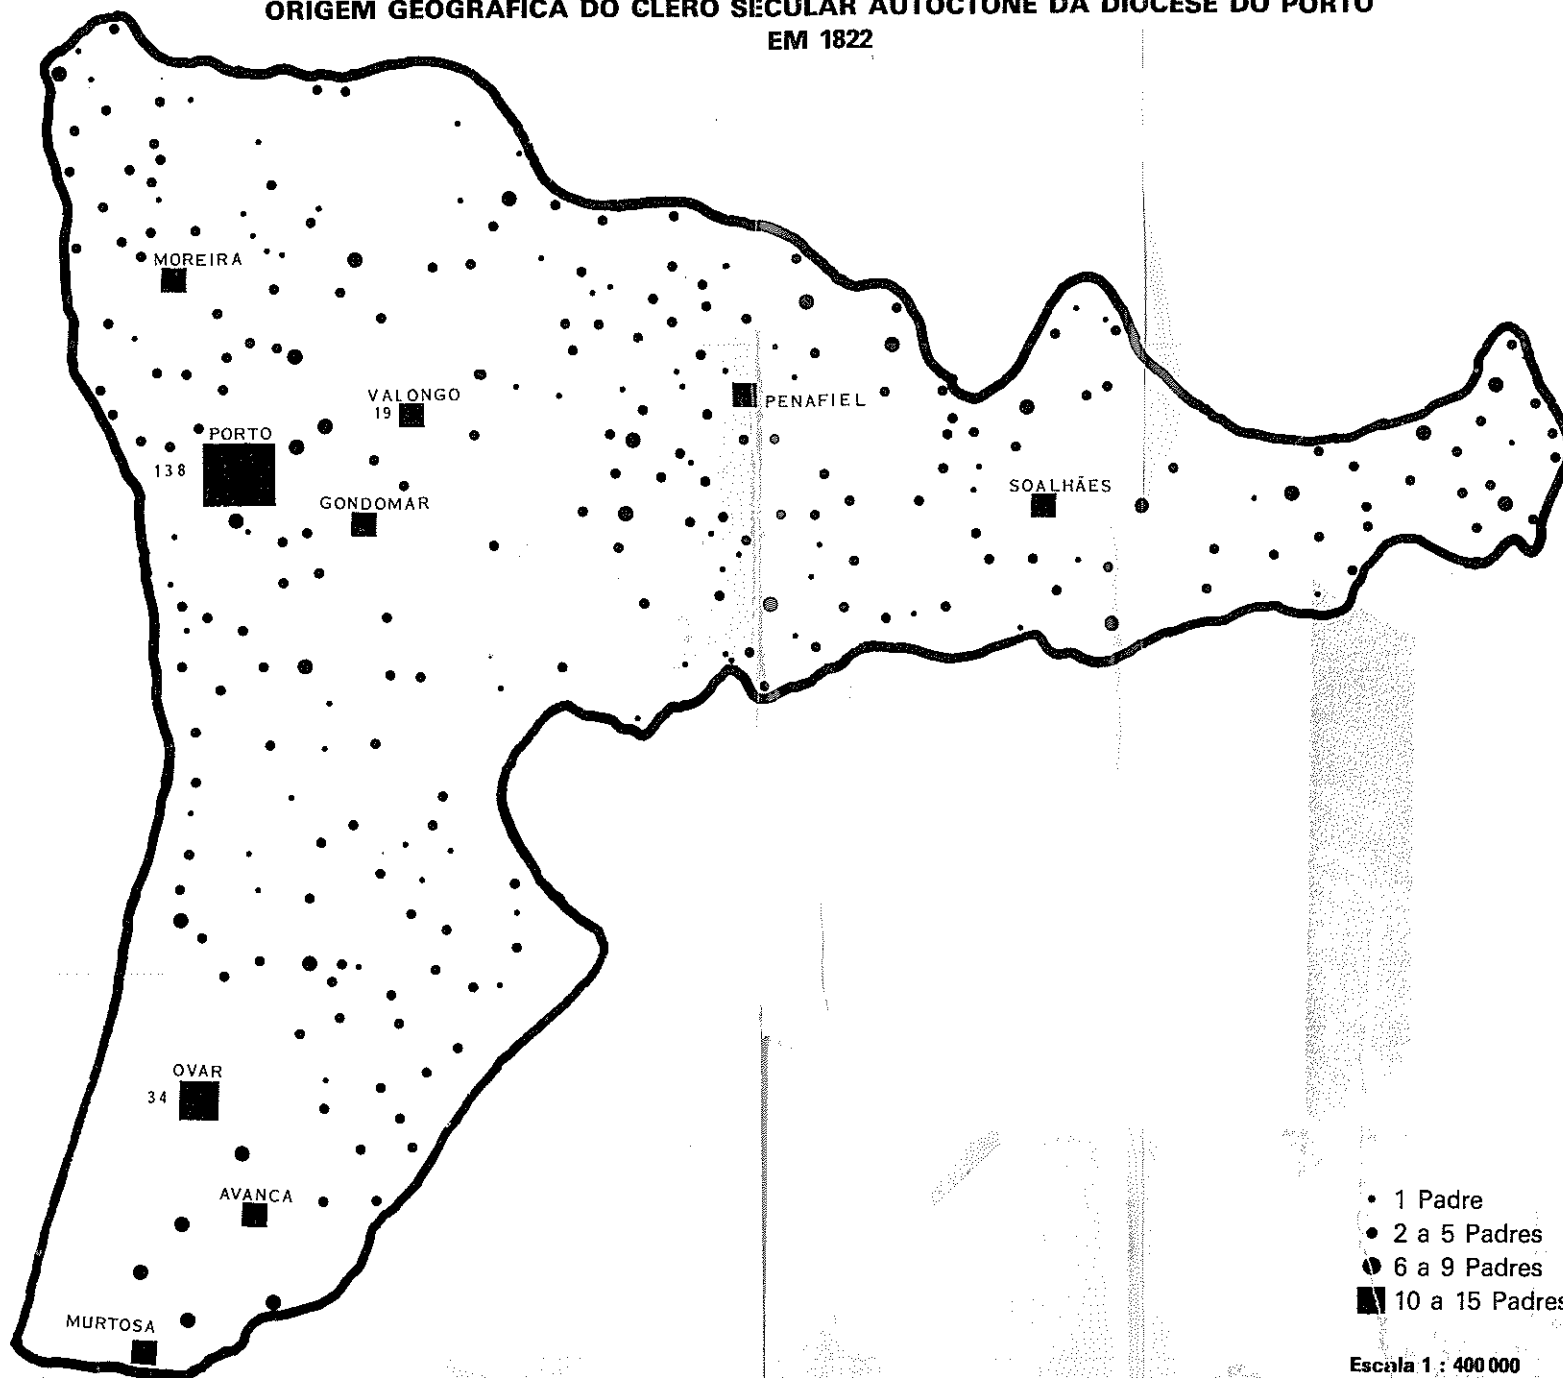 ORIGEM GEOGRÁFICA DO CLERO SECULAR AUTÓCTONE DA DIOCESE DO PORTO
EM 1822
MOREIRA
VALONGO
19
PENAFIEL
PORTO
138
GONDOMAR
SOALHÃES
OVAR
34
AVANCA
MURTOSA
1 Padre
2 a 5 Padres
6 a 9 Padres
10 a 15 Padres
Escala 1 : 400 000